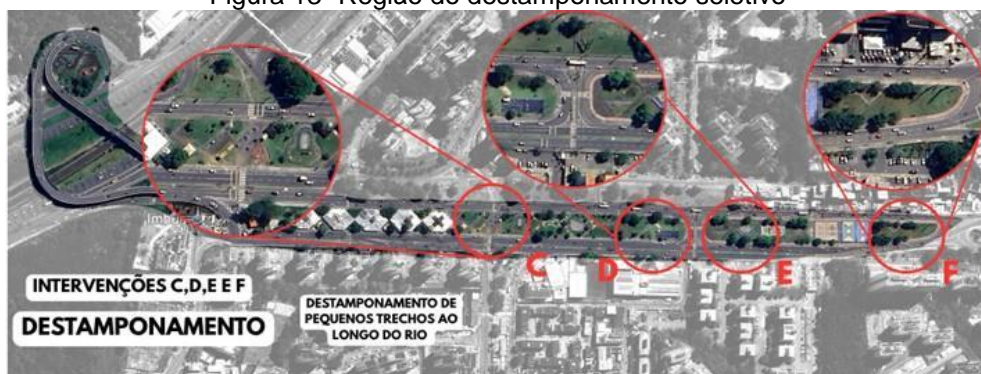 C
D
E
F
INTERVENÇÕES C,D,E E F
DESTAMPONAMENTO
DESTAMPONAMENTO DE
PEQUENOS TRECHOS AO
LONGO DO RIO